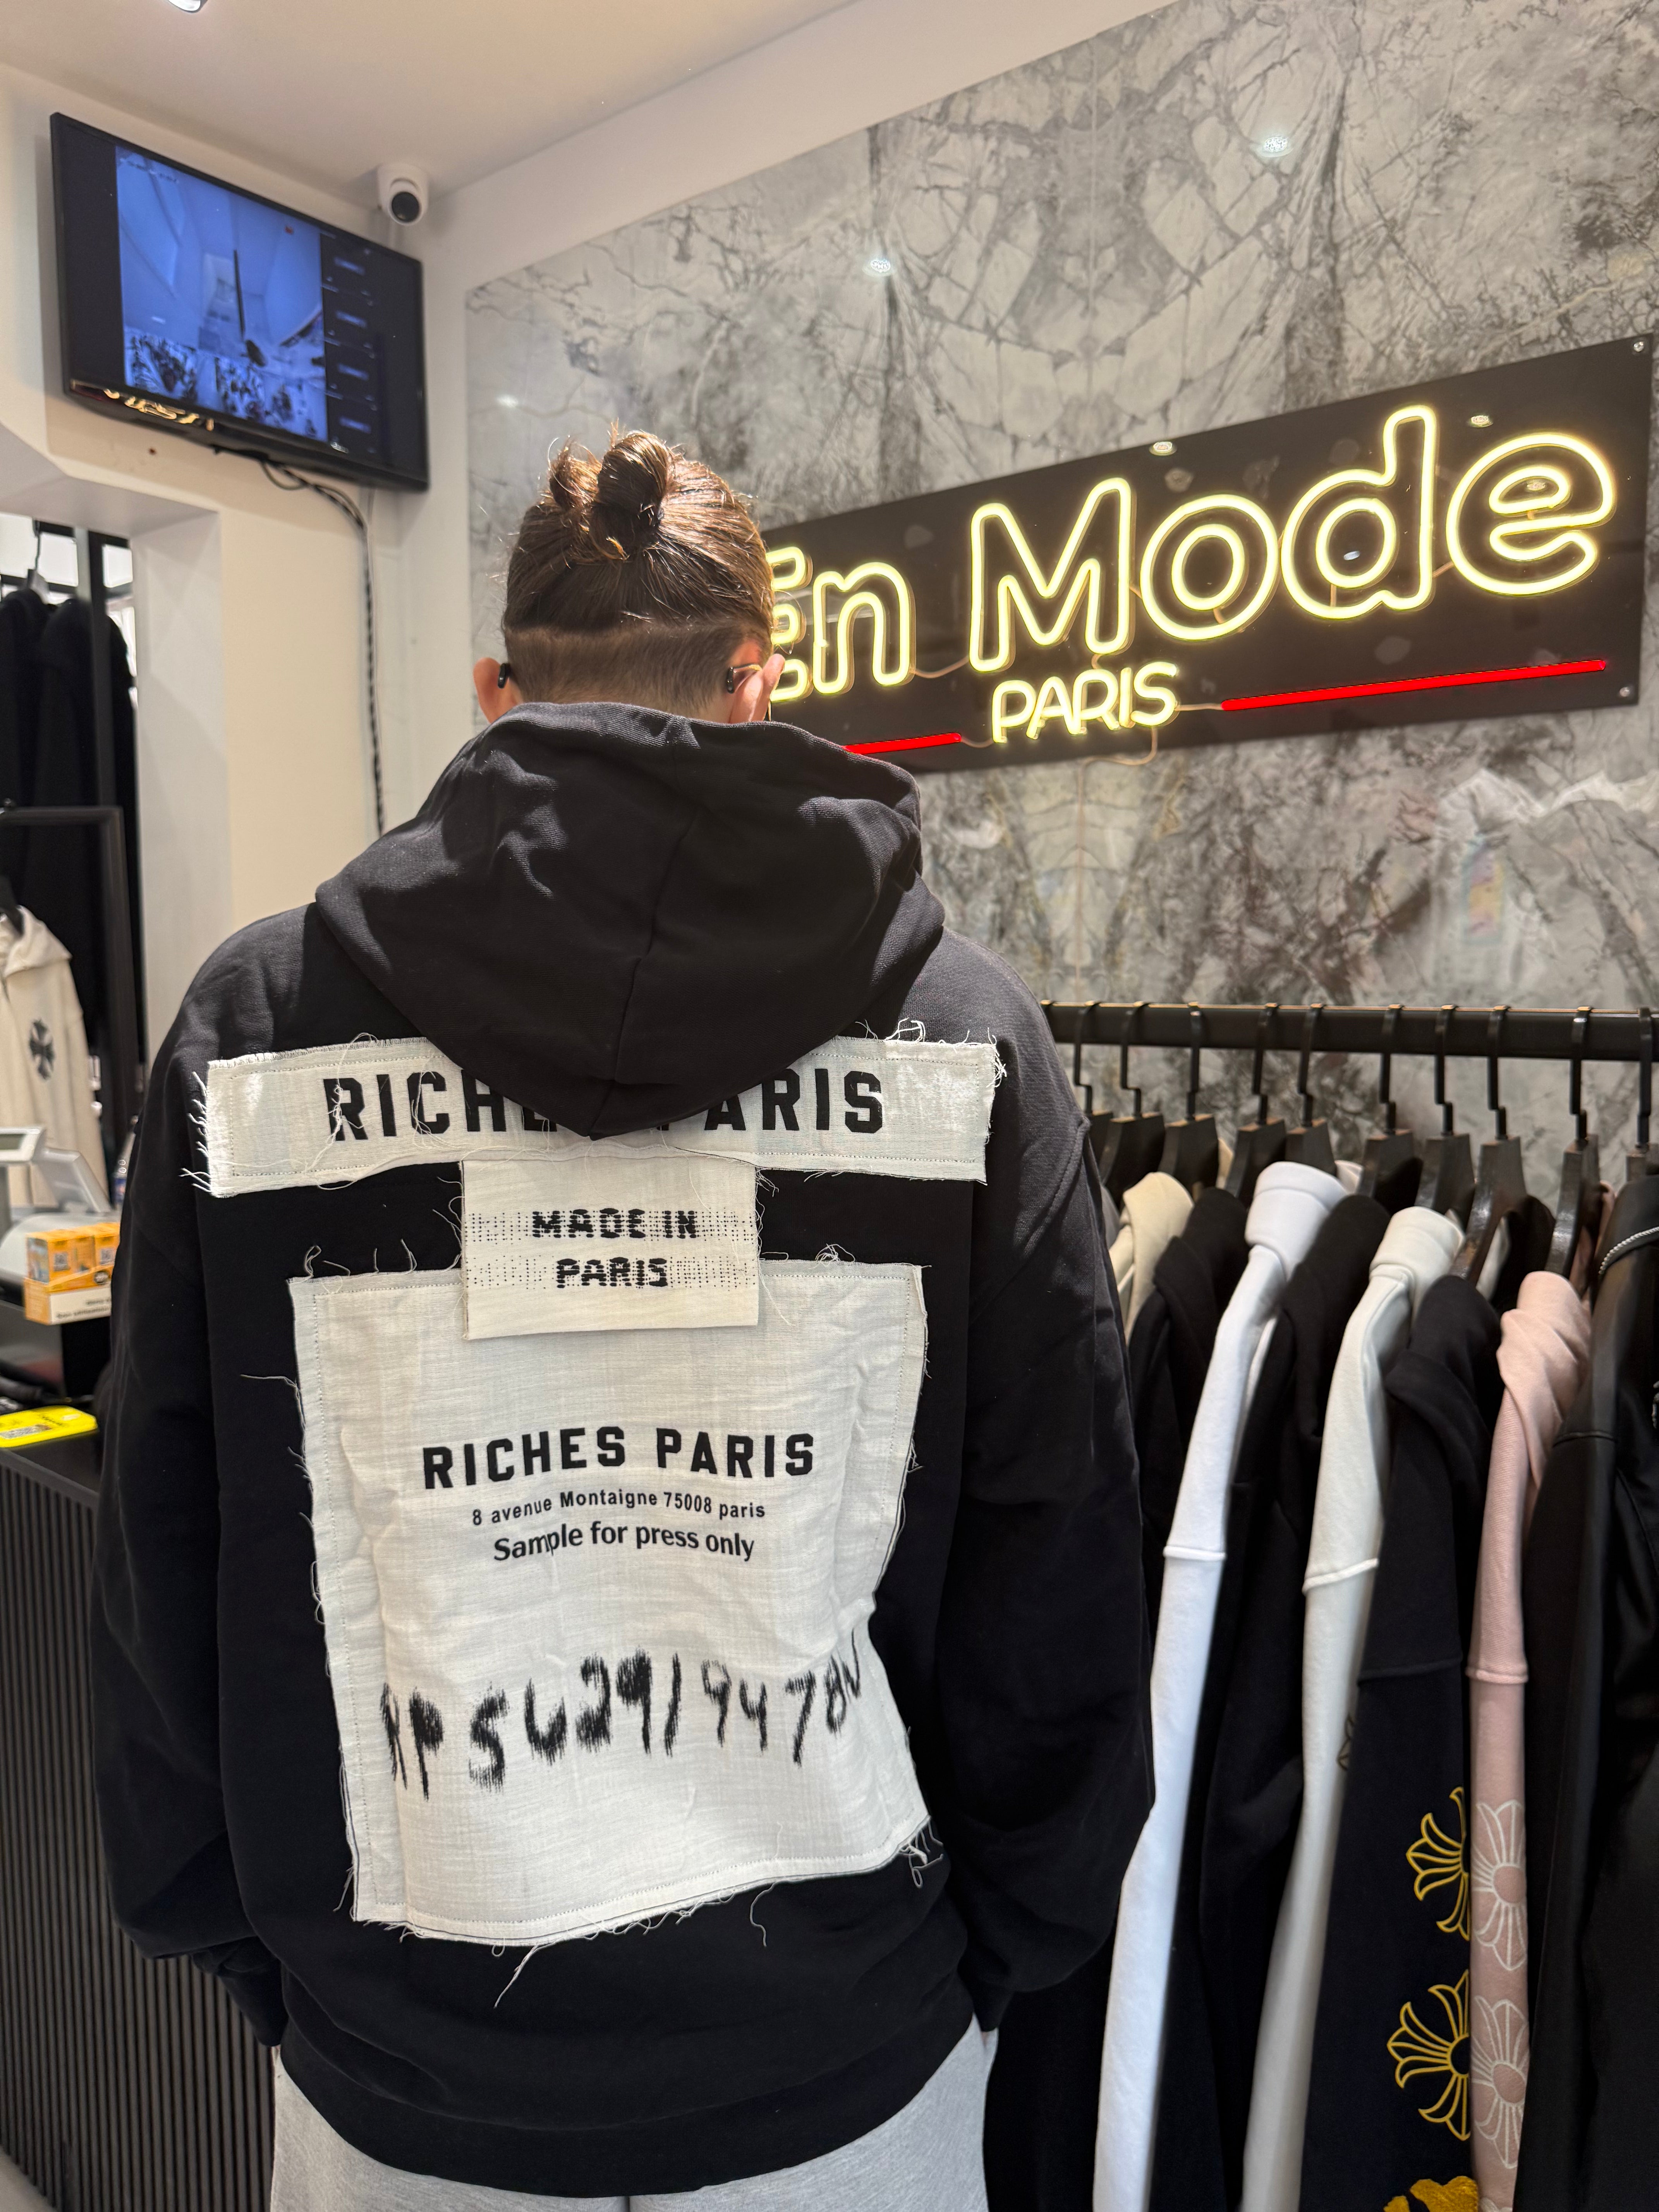 En Mode
PARIS
RICHES PARIS
MADE IN
PARIS
RICHES PARIS
8 avenue Montaigne 75008 paris
Sample for press only